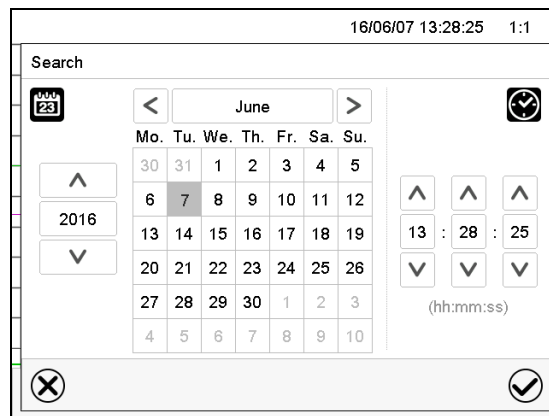 16/06/07 13:28:25 1:1
Search
23
< June >
Mo. Tu. We. Th. Fr. Sa. Su.
30 31 1 2 3 4 5
6 7 8 9 10 11 12
2016
13 14 15 16 17 18 19
13 : 28 : 25
20 21 22 23 24 25 26
27 28 29 30 1 2 3
(hh:mm:ss)
4 5 6 7 8 9 10